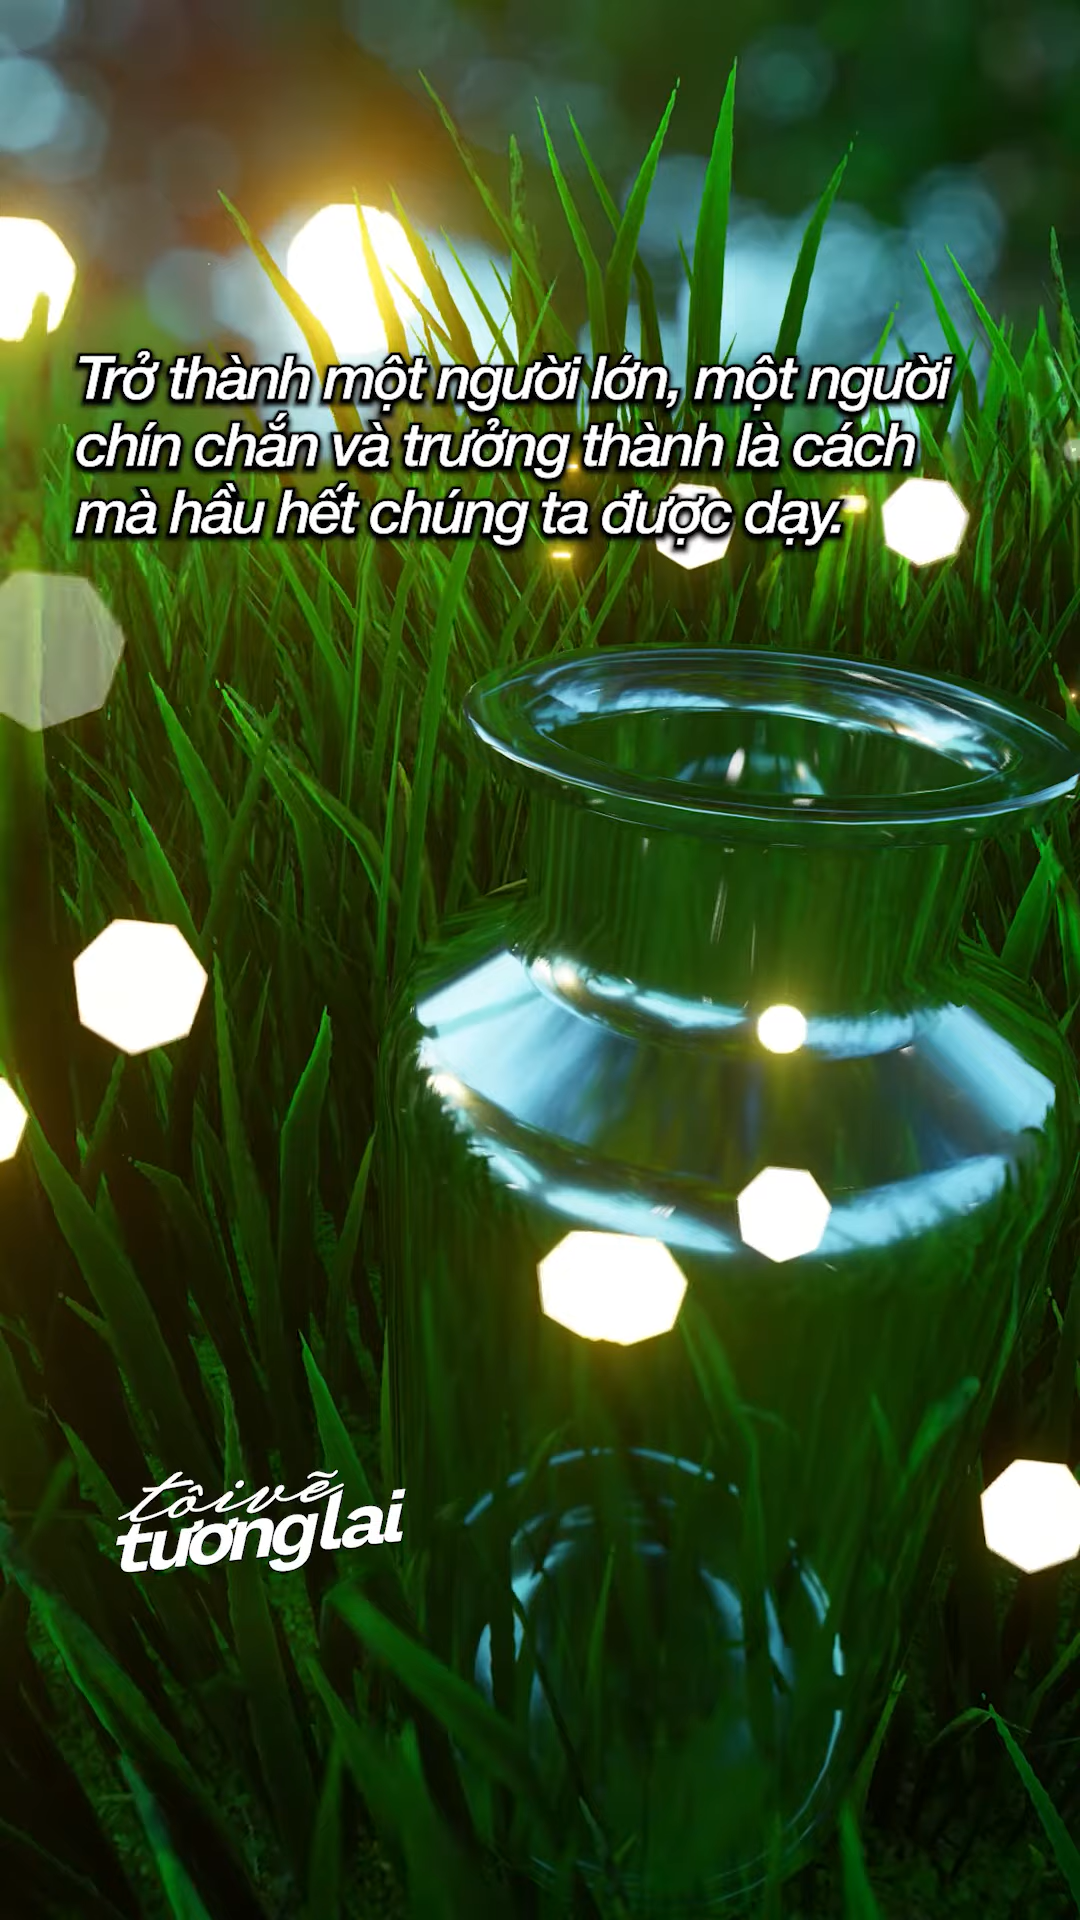 Trở thành một người lớn, một người
chín chắn và trưởng thành là cách
mà hầu hết chúng ta được dạy.
tôi vẽ
tương lai